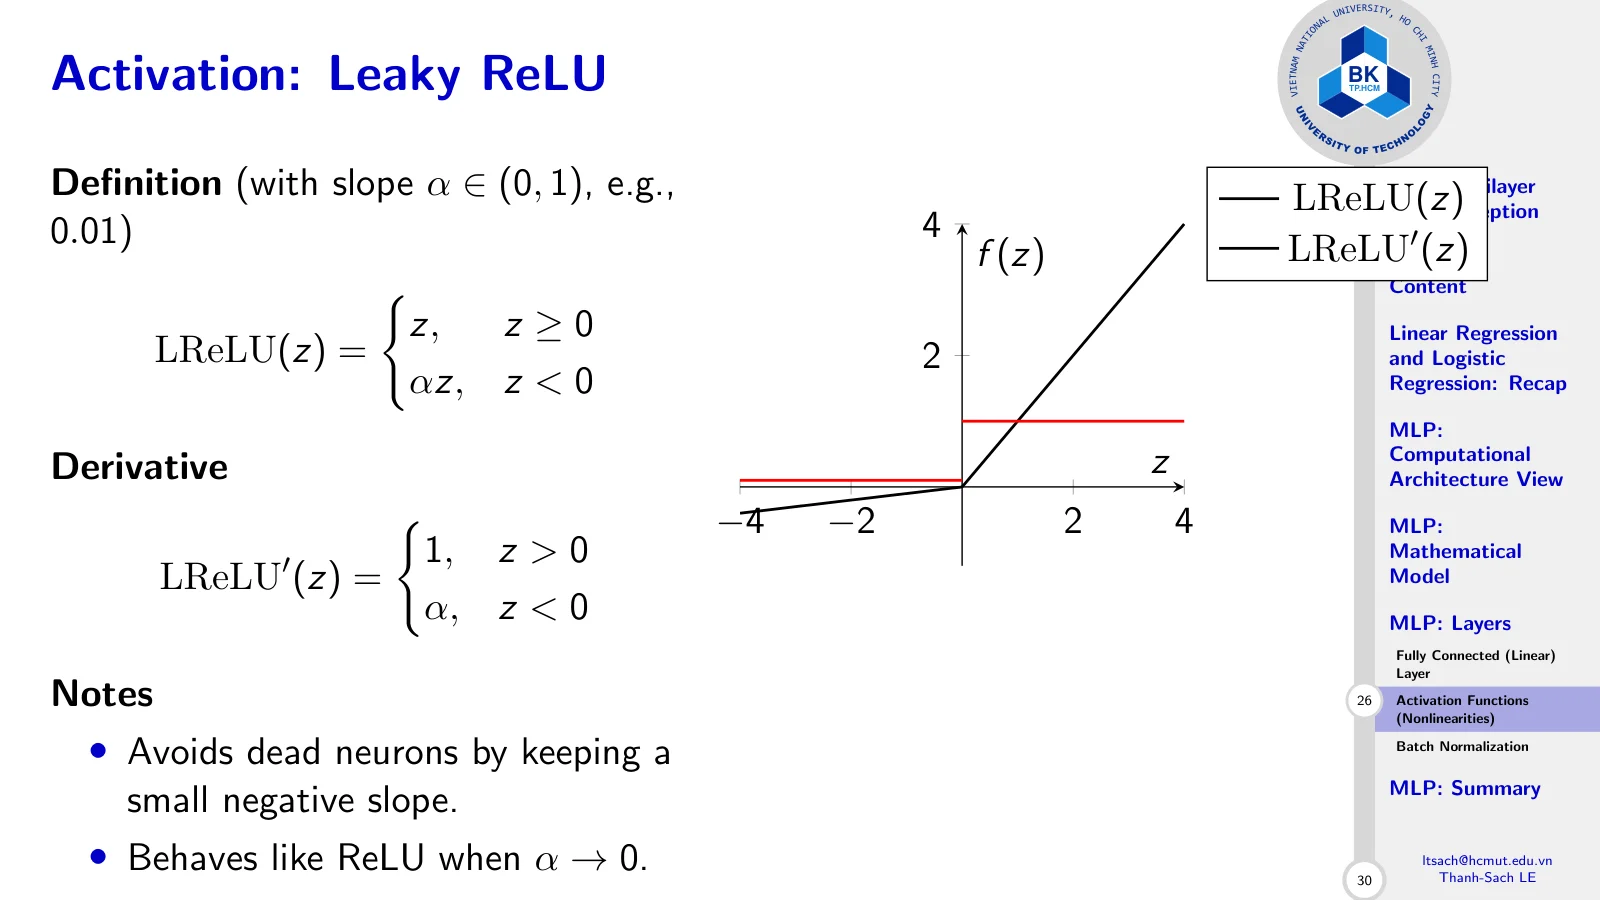 Activation: Leaky ReLU
Definition (with slope α ∈ (0, 1), e.g.,
0.01)
LReLU(z) = { z, z ≥ 0
αz, z < 0
Derivative
LReLU′(z) = { 1, z > 0
α, z < 0
Notes
• Avoids dead neurons by keeping a
small negative slope.
• Behaves like ReLU when α → 0.
4
f(z)
2
z
−4 −2 2 4
LReLU(z)
LReLU′(z)
VIETNAM NATIONAL UNIVERSITY, HO CHI MINH CITY
BK
TP.HCM
UNIVERSITY OF TECHNOLOGY
Content
Linear Regression
and Logistic
Regression: Recap
MLP:
Computational
Architecture View
MLP:
Mathematical
Model
MLP: Layers
Fully Connected (Linear)
Layer
26
Activation Functions
(Nonlinearities)
Batch Normalization
MLP: Summary
ltsach@hcmut.edu.vn
Thanh-Sach LE
30